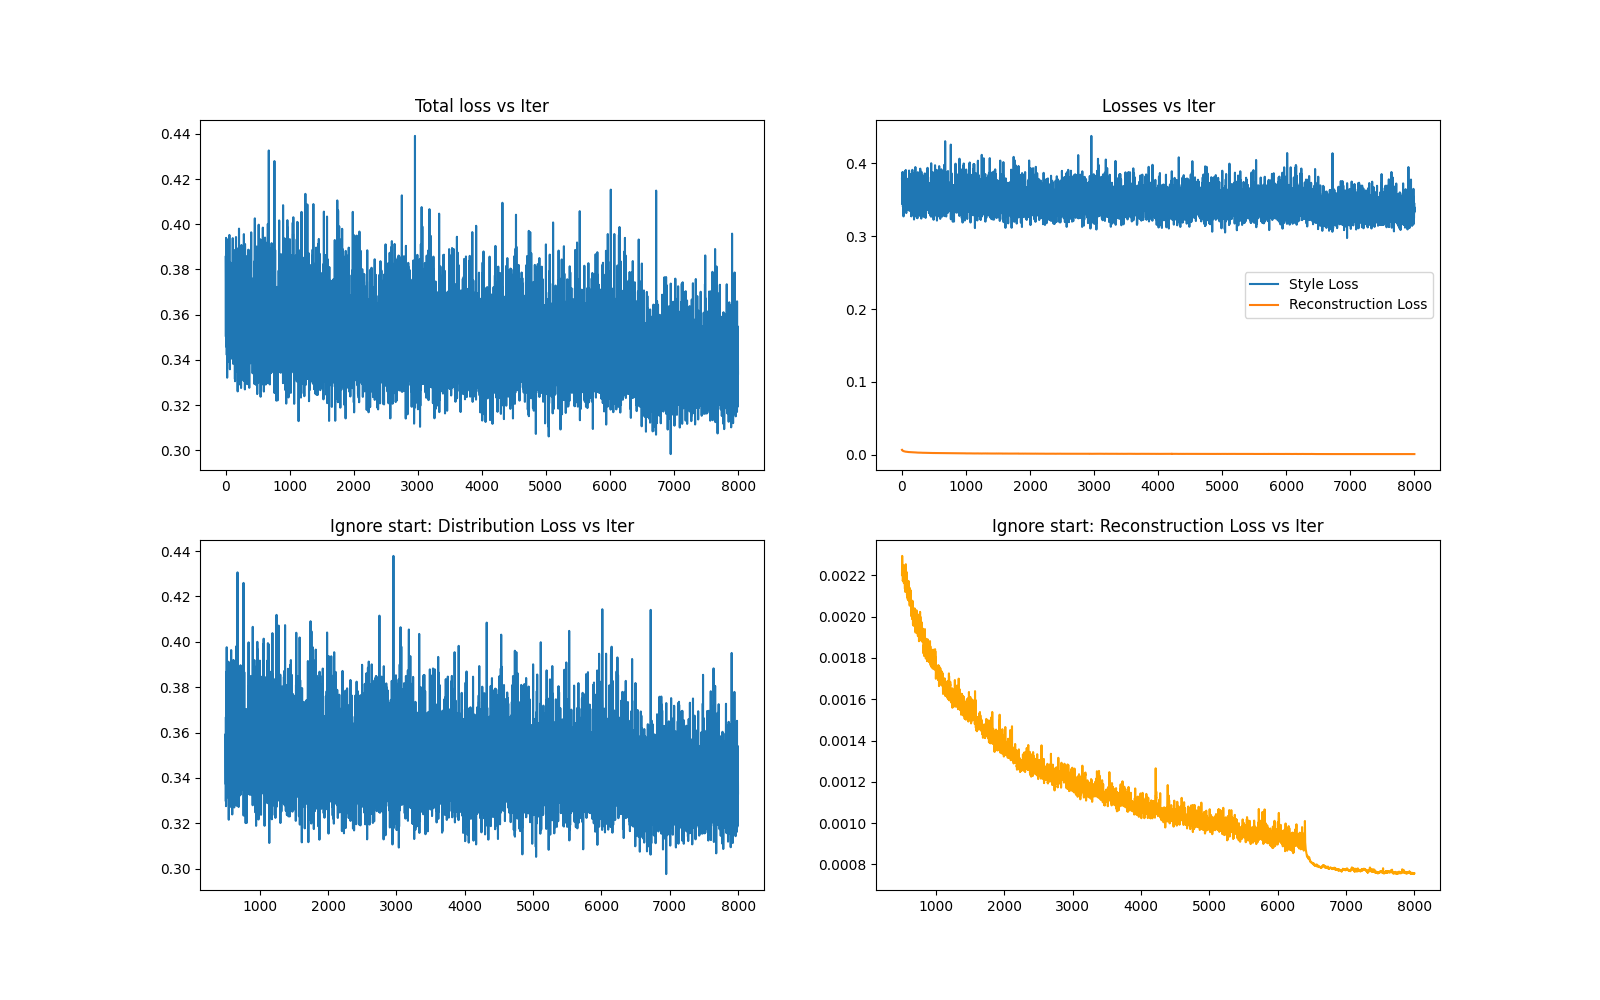 Total loss vs Iter
0.44
0.42
0.40
0.38
0.36
0.34
0.32
0.30
0 1000 2000 3000 4000 5000 6000 7000 8000
Losses vs Iter
0.4
0.3
0.2
0.1
0.0
Style Loss
Reconstruction Loss
0 1000 2000 3000 4000 5000 6000 7000 8000
Ignore start: Distribution Loss vs Iter
0.44
0.42
0.40
0.38
0.36
0.34
0.32
0.30
1000 2000 3000 4000 5000 6000 7000 8000
Ignore start: Reconstruction Loss vs Iter
0.0022
0.0020
0.0018
0.0016
0.0014
0.0012
0.0010
0.0008
1000 2000 3000 4000 5000 6000 7000 8000